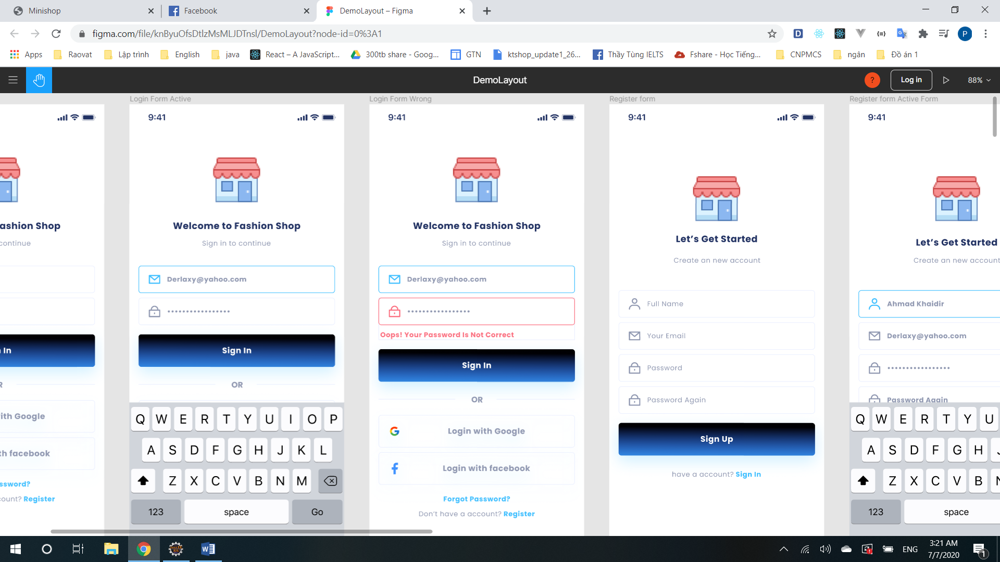 Minishop
Facebook
DemoLayout – Figma
figma.com/file/knByuOfsDtlzMsMLJDTnsl/DemoLayout?node-id=0%3A1
Apps
Raovat
Lập trình
English
java
React – A JavaScript...
300tb share - Goog...
GTN
ktshop_update1_26...
Thầy Tùng IELTS
Fshare - Học Tiếng...
CNPMCS
ngân
Đồ án 1
DemoLayout
?
Log in
88%
ashion Shop
continue
In
R
ith Google
th facebook
ssword?
count? Register
Login Form Active
9:41
Welcome to Fashion Shop
Sign in to continue
Derlaxy@yahoo.com
•••••••••••••••••
Sign In
OR
Q W E R T Y U I O P
A S D F G H J K L
Z X C V B N M
123 space Go
Login Form Wrong
9:41
Welcome to Fashion Shop
Sign in to continue
Derlaxy@yahoo.com
•••••••••••••••••
Oops! Your Password Is Not Correct
Sign In
OR
Login with Google
Login with facebook
Forgot Password?
Don't have a account? Register
Register form
9:41
Let's Get Started
Create an new account
Full Name
Your Email
Password
Password Again
Sign Up
have a account? Sign In
Register form Active Form
9:41
Let's Get Started
Create an new account
Ahmad Khaidir
Derlaxy@yahoo.com
•••••••••••••••••
Password Again
Q W E R T Y U
A S D F G H J
Z X C V B N
123 space
ENG
3:21 AM
7/7/2020
1